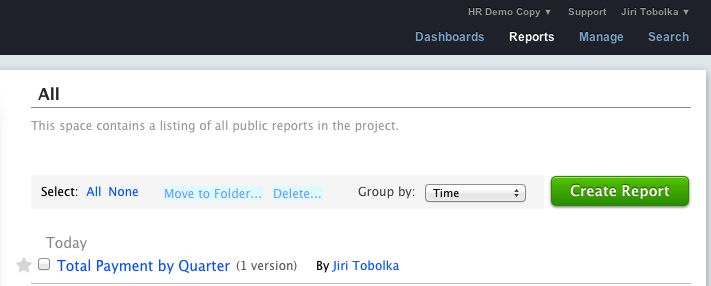 HR Demo Copy ▼ Support Jiri Tobolka ▼
Dashboards Reports Manage Search
All
This space contains a listing of all public reports in the project.
Select: All None Move to Folder... Delete... Group by: Time Create Report
Today
Total Payment by Quarter (1 version) By Jiri Tobolka